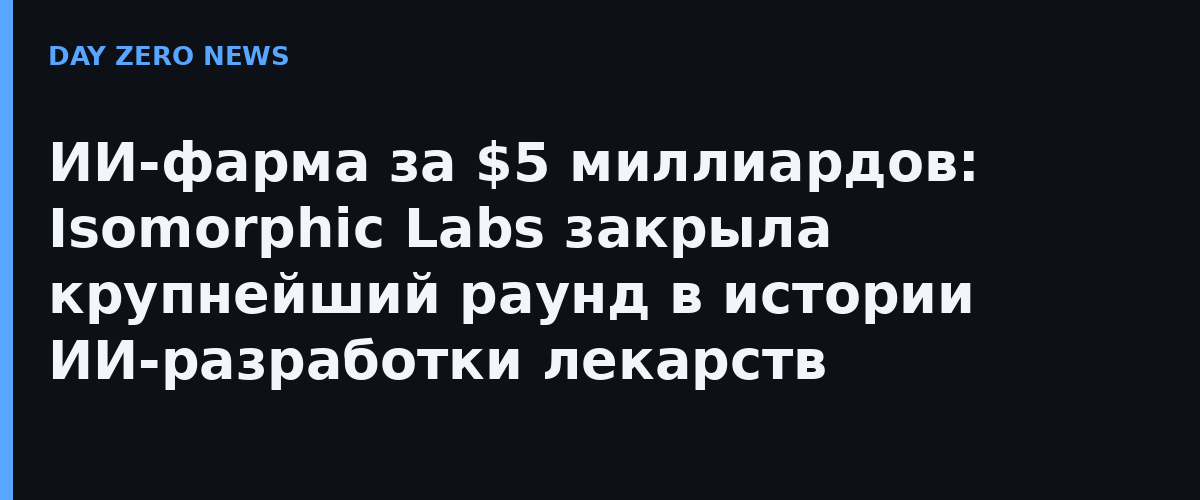 DAY ZERO NEWS
ИИ-фарма за $5 миллиардов:
Isomorphic Labs закрыла
крупнейший раунд в истории
ИИ-разработки лекарств